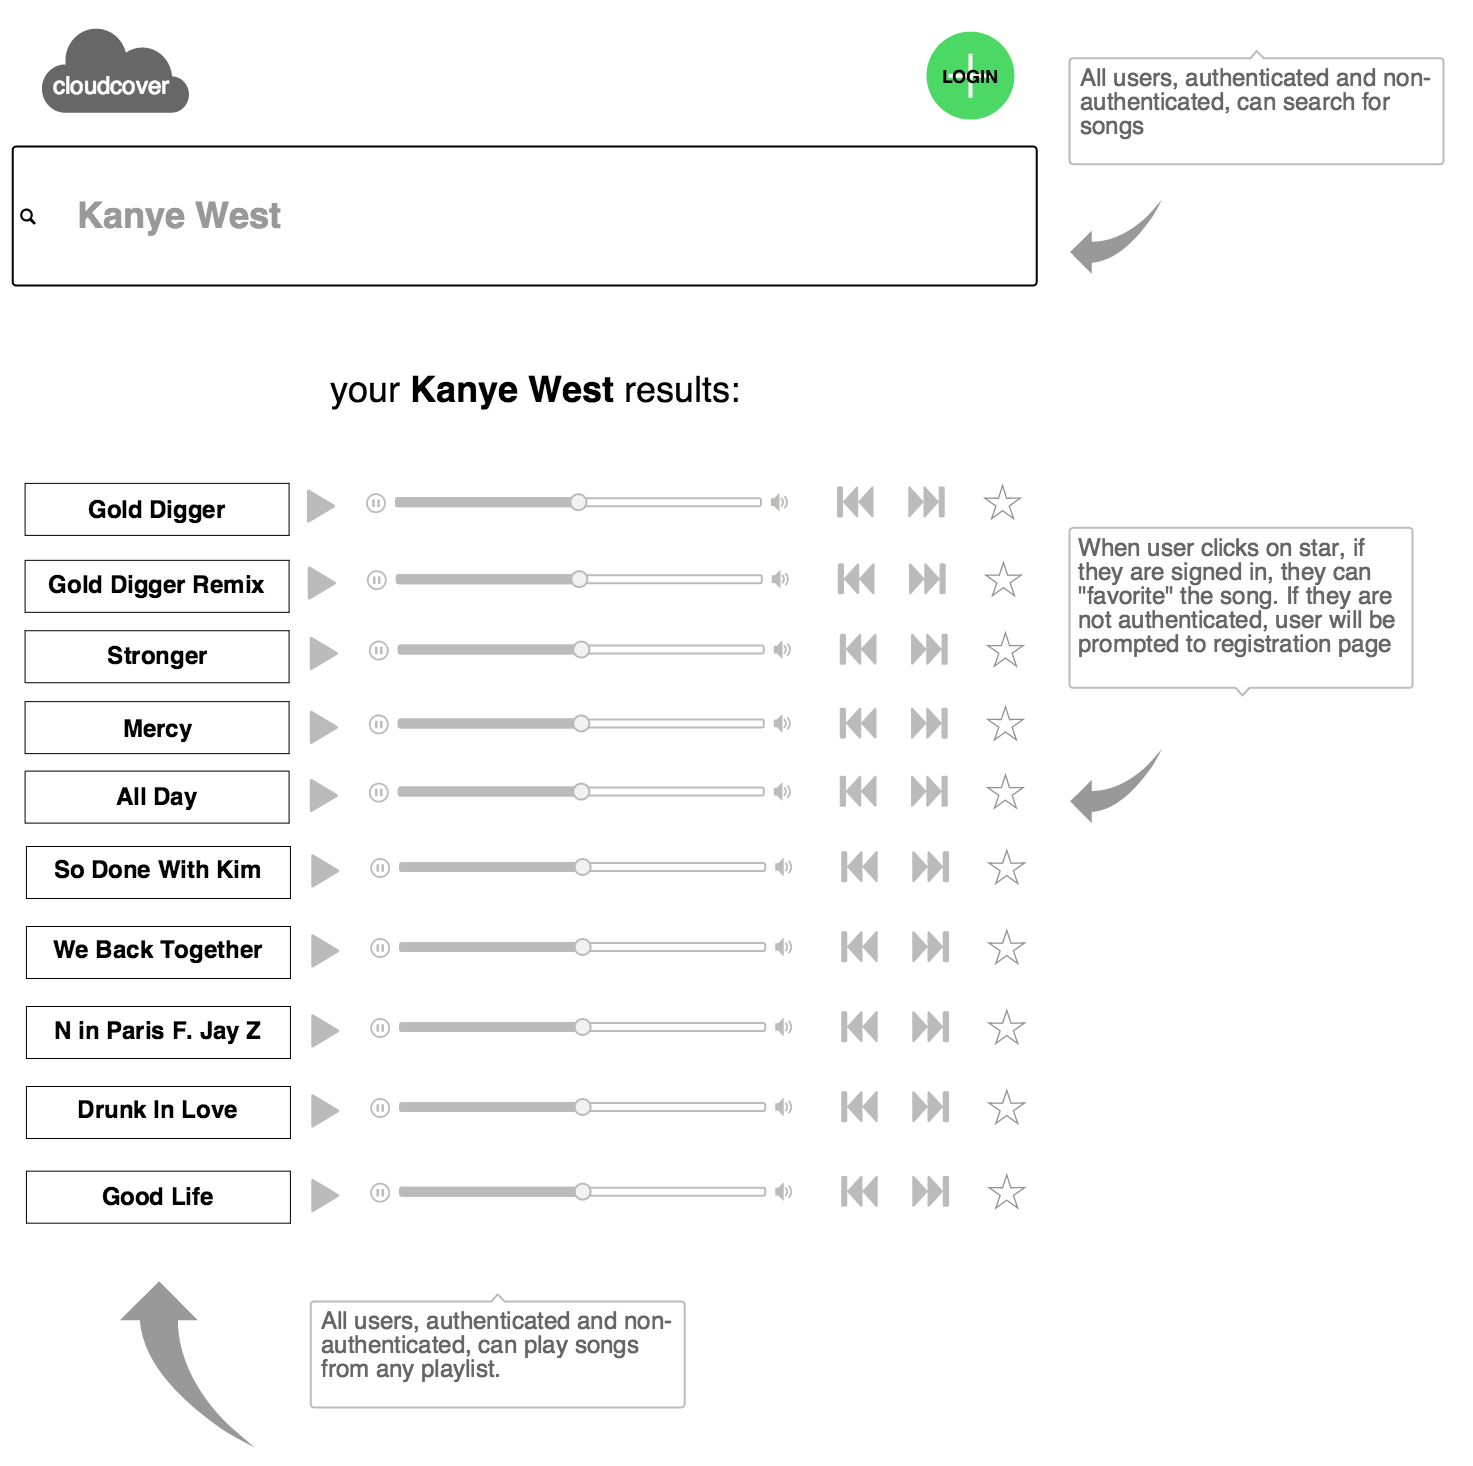 cloudcover
LOGIN
All users, authenticated and non-
authenticated, can search for
songs
Kanye West
your Kanye West results:
Gold Digger
Gold Digger Remix
Stronger
Mercy
All Day
So Done With Kim
We Back Together
N in Paris F. Jay Z
Drunk In Love
Good Life
When user clicks on star, if
they are signed in, they can
"favorite" the song. If they are
not authenticated, user will be
prompted to registration page
All users, authenticated and non-
authenticated, can play songs
from any playlist.